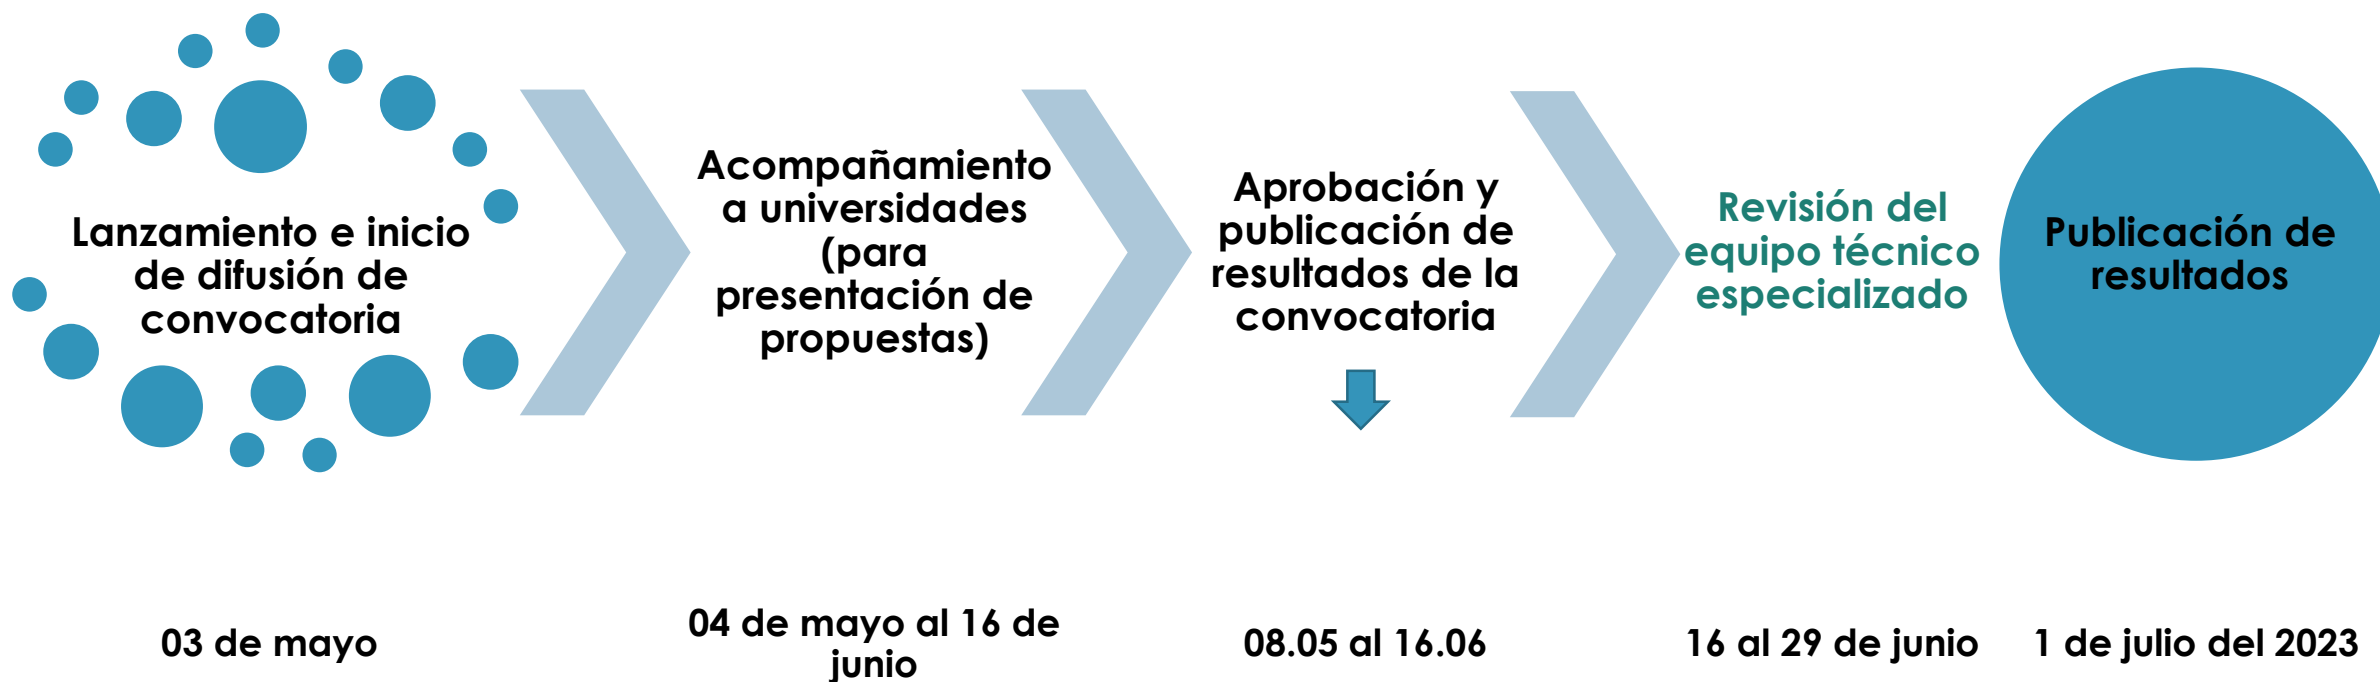 Lanzamiento e inicio
de difusión de
convocatoria
Acompañamiento
a universidades
(para
presentación de
propuestas)
Aprobación y
publicación de
resultados de la
convocatoria
Revisión del
equipo técnico
especializado
Publicación de
resultados
03 de mayo
04 de mayo al 16 de
junio
08.05 al 16.06
16 al 29 de junio
1 de julio del 2023